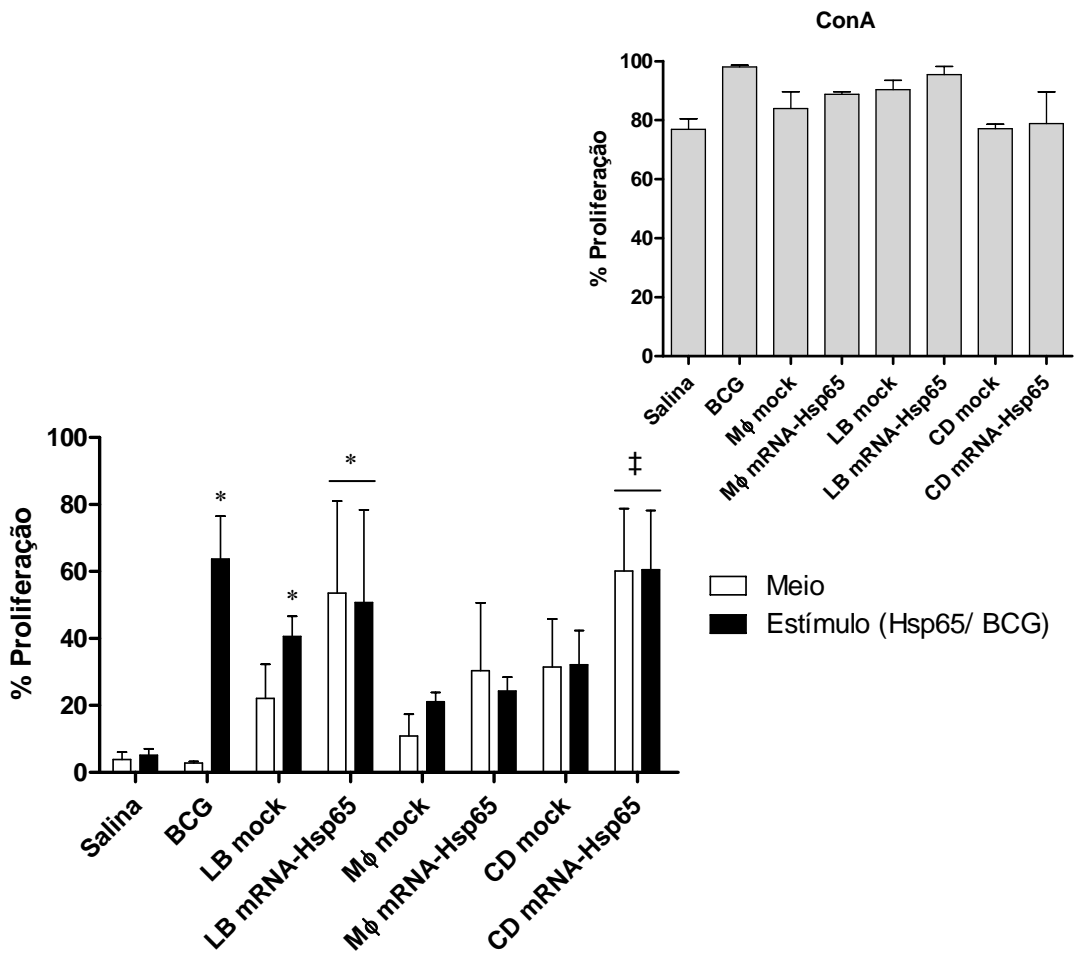 ConA
% Proliferação
100
80
60
40
20
0
Salina
BCG
Mϕ mock
Mϕ mRNA-Hsp65
LB mock
LB mRNA-Hsp65
CD mock
CD mRNA-Hsp65
% Proliferação
100
80
60
40
20
0
*
*
*
‡
Salina
BCG
LB mock
LB mRNA-Hsp65
Mϕ mock
Mϕ mRNA-Hsp65
CD mock
CD mRNA-Hsp65
Meio
Estímulo (Hsp65/ BCG)